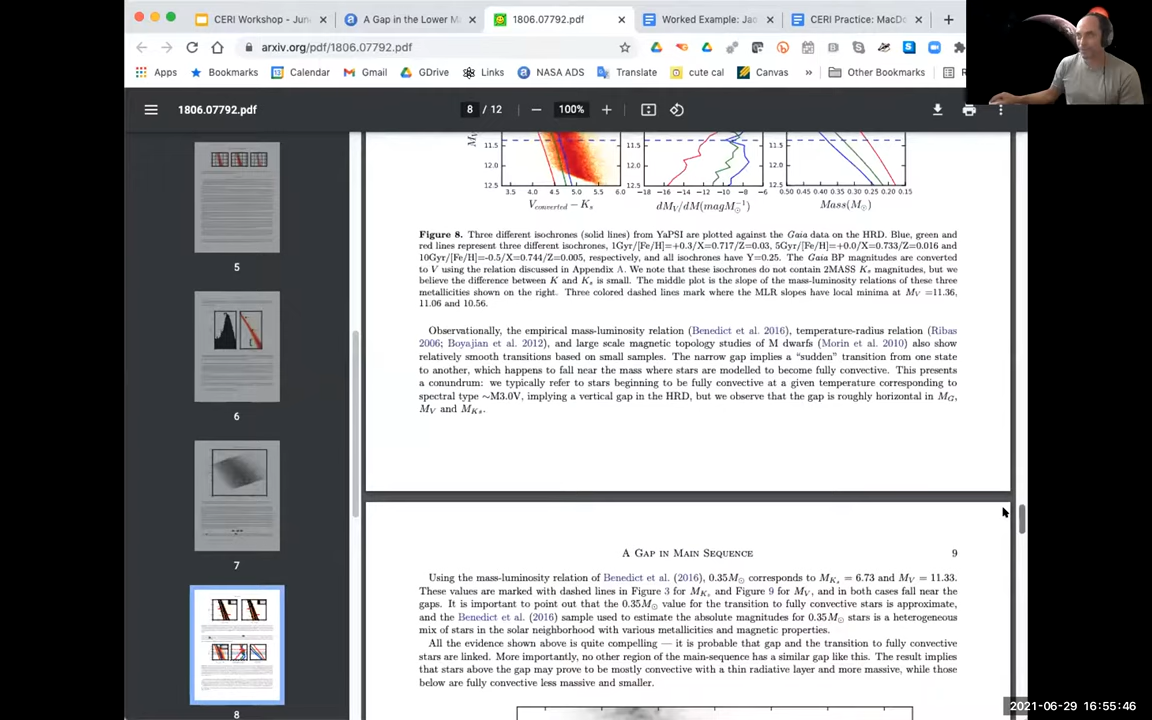 CERI Workshop - Jun
A Gap in the Lower M
1806.07792.pdf
Worked Example: Jac
CERI Practice: MacDo
arxiv.org/pdf/1806.07792.pdf
Apps
Bookmarks
Calendar
Gmail
GDrive
Links
NASA ADS
Translate
cute cal
Canvas
»
Other Bookmarks
1806.07792.pdf
8 / 12
100%
5
6
7
8
11.5
12.0
12.5
3.5 4.0 4.5 5.0 5.5 6.0
V_converted − K_s
11.5
12.0
12.5
−18 −16 −14 −12 −10 −8 −6
dM_V/dM(magM_⊙^−1)
11.5
12.0
12.5
0.50 0.45 0.40 0.35 0.30 0.25 0.20 0.15
Mass(M_⊙)
Figure 8. Three different isochrones (solid lines) from YaPSI are plotted against the Gaia data on the HRD. Blue, green and
red lines represent three different isochrones, 1Gyr/[Fe/H]=+0.3/X=0.717/Z=0.03, 5Gyr/[Fe/H]=+0.0/X=0.733/Z=0.016 and
10Gyr/[Fe/H]=-0.5/X=0.744/Z=0.005, respectively, and all isochrones have Y=0.25. The Gaia BP magnitudes are converted
to V using the relation discussed in Appendix A. We note that these isochrones do not contain 2MASS K_s magnitudes, but we
believe the difference between K and K_s is small. The middle plot is the slope of the mass-luminosity relations of these three
metallicities shown on the right. Three colored dashed lines mark where the MLR slopes have local minima at M_V =11.36,
11.06 and 10.56.
Observationally, the empirical mass-luminosity relation (Benedict et al. 2016), temperature-radius relation (Ribas
2006; Boyajian et al. 2012), and large scale magnetic topology studies of M dwarfs (Morin et al. 2010) also show
relatively smooth transitions based on small samples. The narrow gap implies a “sudden” transition from one state
to another, which happens to fall near the mass where stars are modelled to become fully convective. This presents
a conundrum: we typically refer to stars beginning to be fully convective at a given temperature corresponding to
spectral type ∼M3.0V, implying a vertical gap in the HRD, but we observe that the gap is roughly horizontal in M_G,
M_V and M_Ks.
A Gap in Main Sequence
9
Using the mass-luminosity relation of Benedict et al. (2016), 0.35M_⊙ corresponds to M_Ks = 6.73 and M_V = 11.33.
These values are marked with dashed lines in Figure 3 for M_Ks and Figure 9 for M_V, and in both cases fall near the
gaps. It is important to point out that the 0.35M_⊙ value for the transition to fully convective stars is approximate,
and the Benedict et al. (2016) sample used to estimate the absolute magnitudes for 0.35M_⊙ stars is a heterogeneous
mix of stars in the solar neighborhood with various metallicities and magnetic properties.
All the evidence shown above is quite compelling — it is probable that gap and the transition to fully convective
stars are linked. More importantly, no other region of the main-sequence has a similar gap like this. The result implies
that stars above the gap may prove to be mostly convective with a thin radiative layer and more massive, while those
below are fully convective less massive and smaller.
2021-06-29 16:55:46